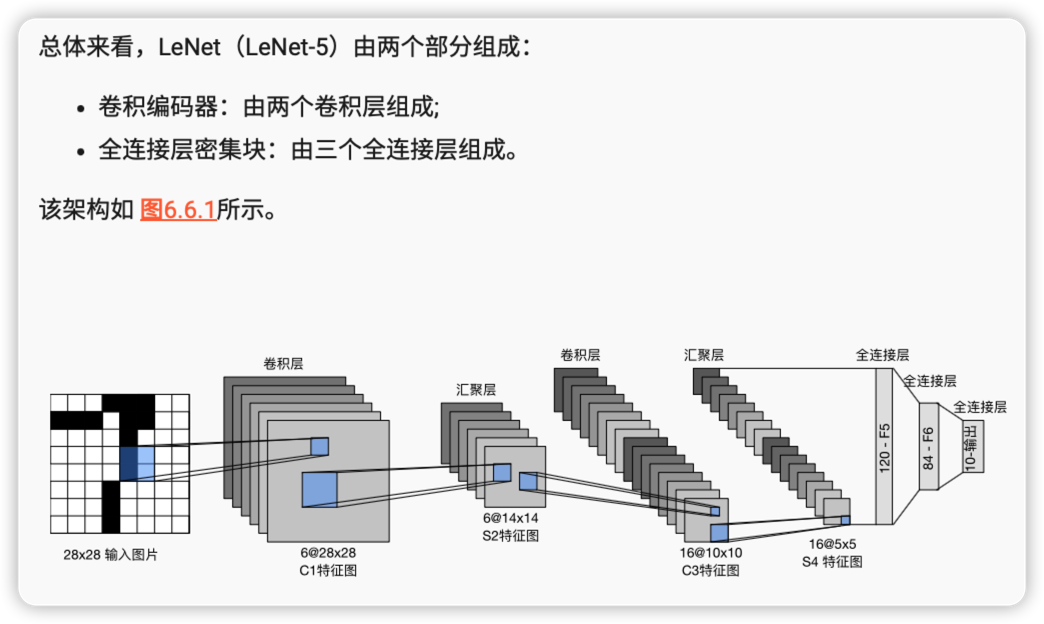 总体来看，LeNet（LeNet-5）由两个部分组成：
• 卷积编码器：由两个卷积层组成;
• 全连接层密集块：由三个全连接层组成。
该架构如 图6.6.1所示。
卷积层
汇聚层
卷积层
汇聚层
全连接层
全连接层
全连接层
120 - F5
84 - F6
10-输出
28x28 输入图片
6@28x28
C1特征图
6@14x14
S2特征图
16@10x10
C3特征图
16@5x5
S4 特征图